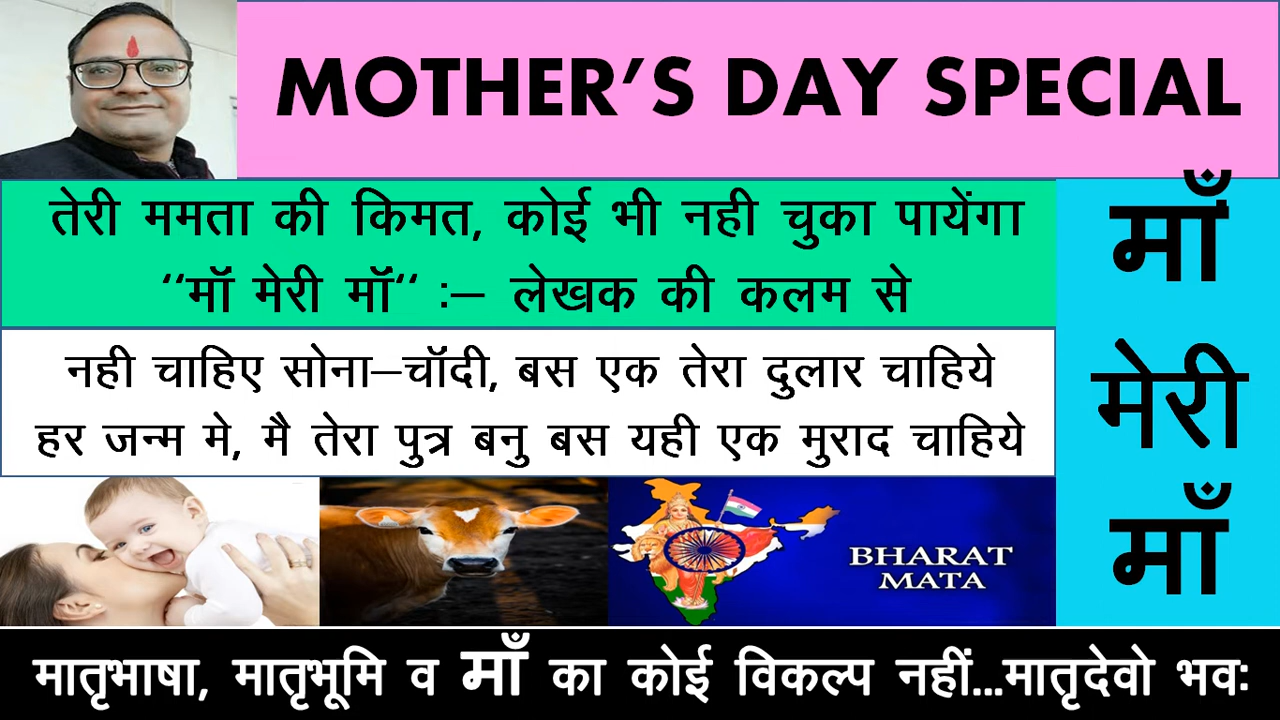 MOTHER’S DAY SPECIAL
तेरी ममता की किमत, कोई भी नही चुका पायेंगा
“मॉ मेरी मॉ“ :– लेखक की कलम से
नही चाहिए सोना–चॉदी, बस एक तेरा दुलार चाहिये
हर जन्म मे, मै तेरा पुत्र बनु बस यही एक मुराद चाहिये
माँ
मेरी
माँ
BHARAT
MATA
मातृभाषा, मातृभूमि व माँ का कोई विकल्प नहीं...मातृदेवो भवः